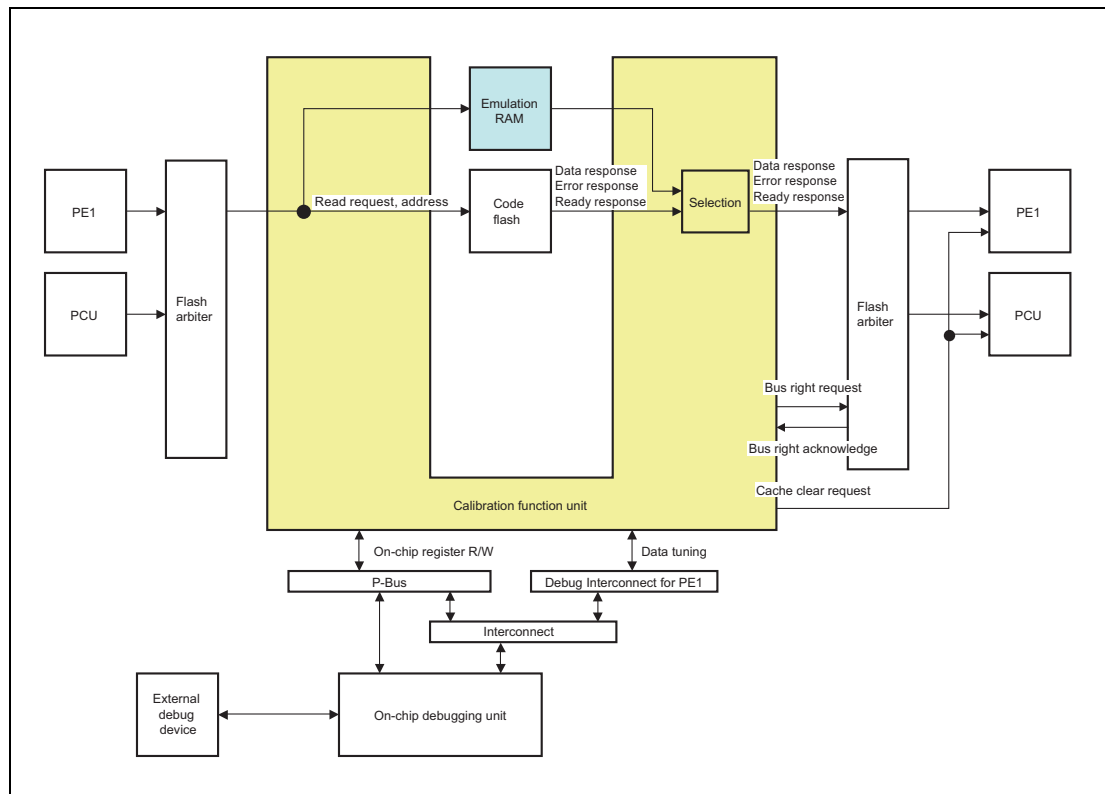 Emulation
RAM
Data response
Error response
Ready response
Data response
Error response
Ready response
PE1
Read request, address
Code
flash
Selection
PE1
PCU
Flash
arbiter
Flash
arbiter
PCU
Bus right request
Bus right acknowledge
Cache clear request
Calibration function unit
On-chip register R/W
Data tuning
P-Bus
Debug Interconnect for PE1
Interconnect
External
debug
device
On-chip debugging unit